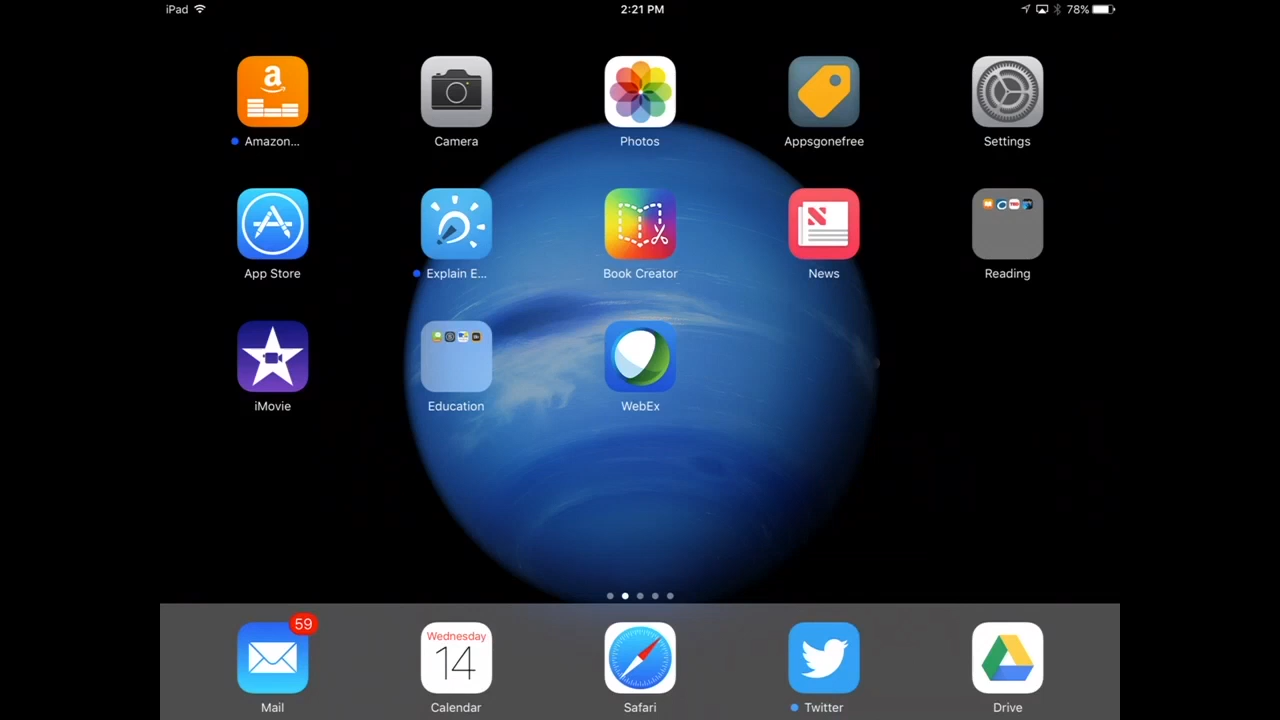 iPad 2:21 PM 78%
Amazon... Camera Photos Appsgonefree Settings
App Store Explain E... Book Creator News Reading
iMovie Education WebEx
59
Wednesday
14
Mail Calendar Safari Twitter Drive